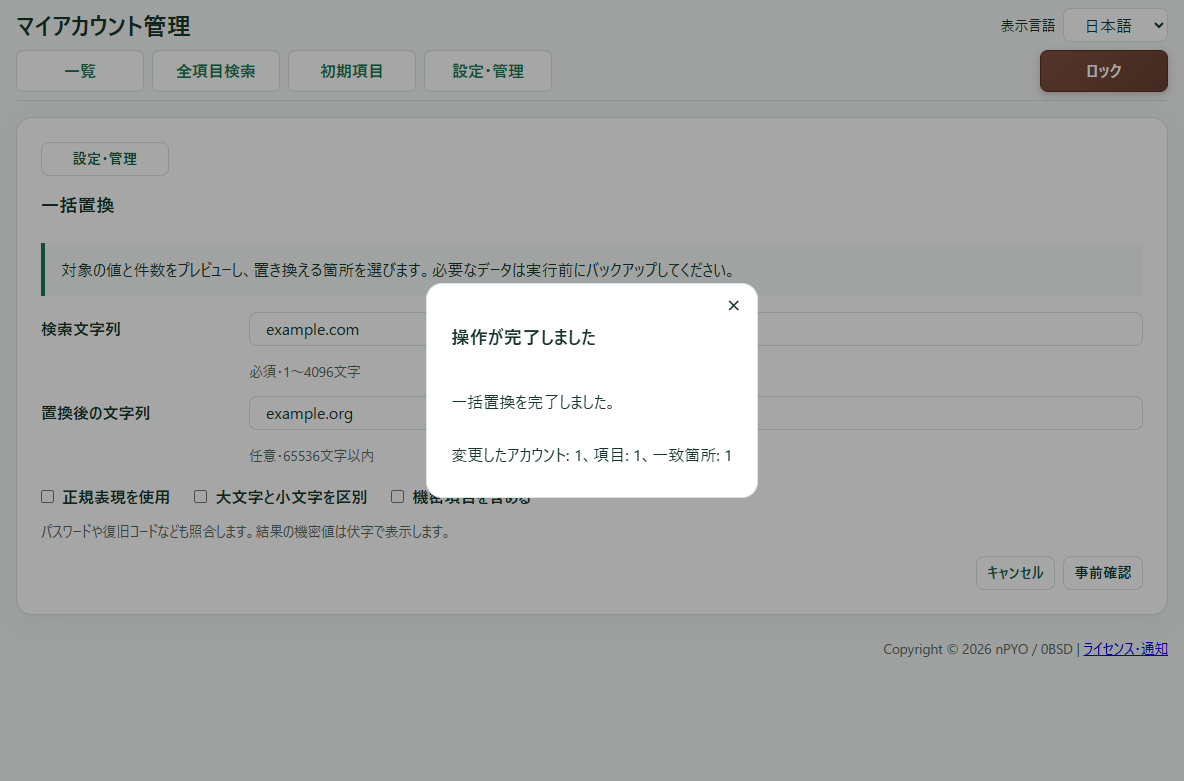 マイアカウント管理
表示言語 日本語
一覧 全項目検索 初期項目 設定・管理 ロック
設定・管理
一括置換
対象の値と件数をプレビューし、置き換える箇所を選びます。必要なデータは実行前にバックアップしてください。
検索文字列 example.com
必須・1～4096文字
置換後の文字列 example.org
任意・65536文字以内
正規表現を使用 大文字と小文字を区別 機密項目を含める
パスワードや復旧コードなども照合します。結果の機密値は伏字で表示します。
キャンセル 事前確認
×
操作が完了しました
一括置換を完了しました。
変更したアカウント: 1、項目: 1、一致箇所: 1
Copyright © 2026 nPYO / 0BSD | ライセンス・通知